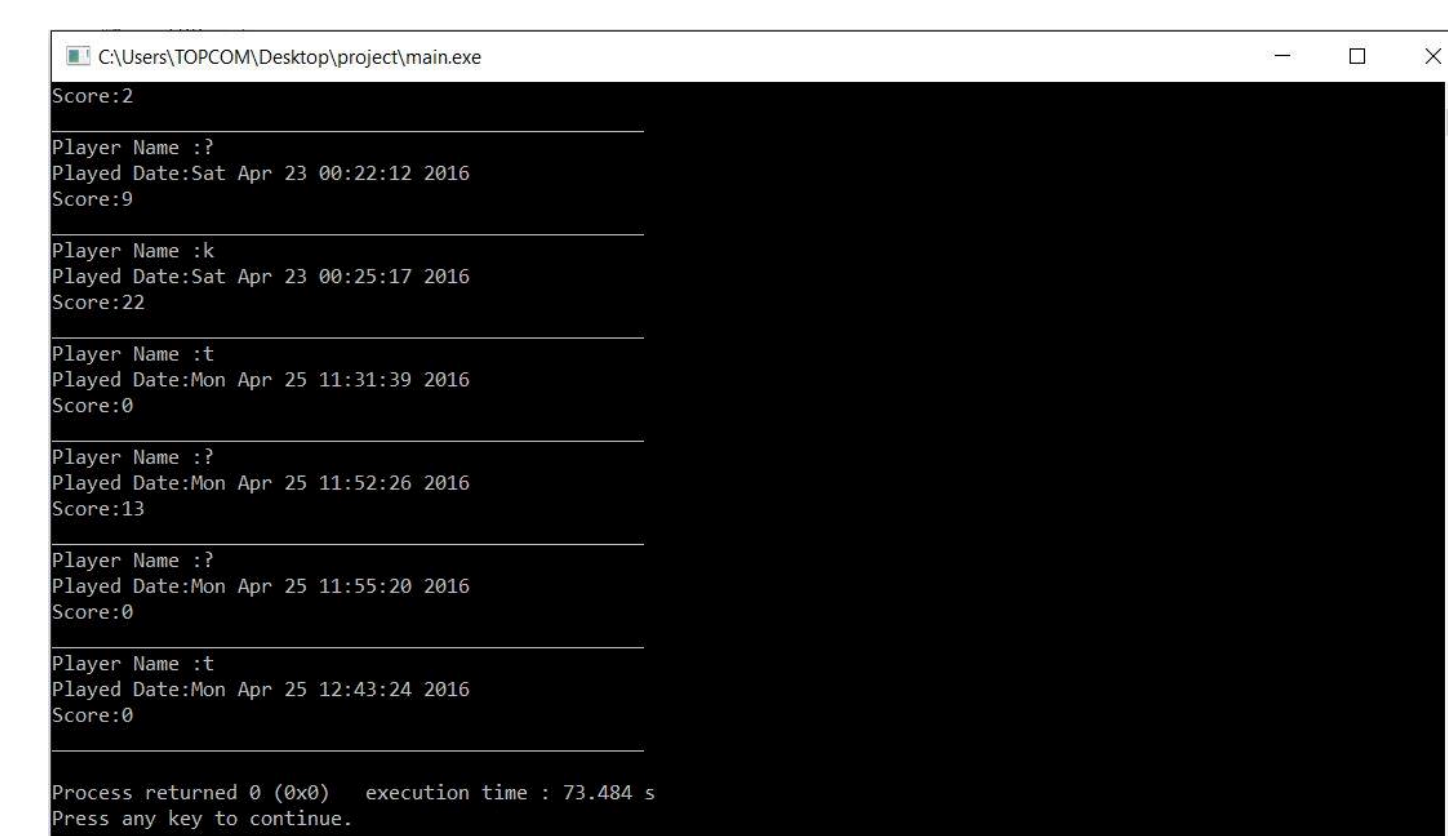 C:\Users\TOPCOM\Desktop\project\main.exe
Score:2
Player Name :?
Played Date:Sat Apr 23 00:22:12 2016
Score:9
Player Name :k
Played Date:Sat Apr 23 00:25:17 2016
Score:22
Player Name :t
Played Date:Mon Apr 25 11:31:39 2016
Score:0
Player Name :?
Played Date:Mon Apr 25 11:52:26 2016
Score:13
Player Name :?
Played Date:Mon Apr 25 11:55:20 2016
Score:0
Player Name :t
Played Date:Mon Apr 25 12:43:24 2016
Score:0
Process returned 0 (0x0)   execution time : 73.484 s
Press any key to continue.